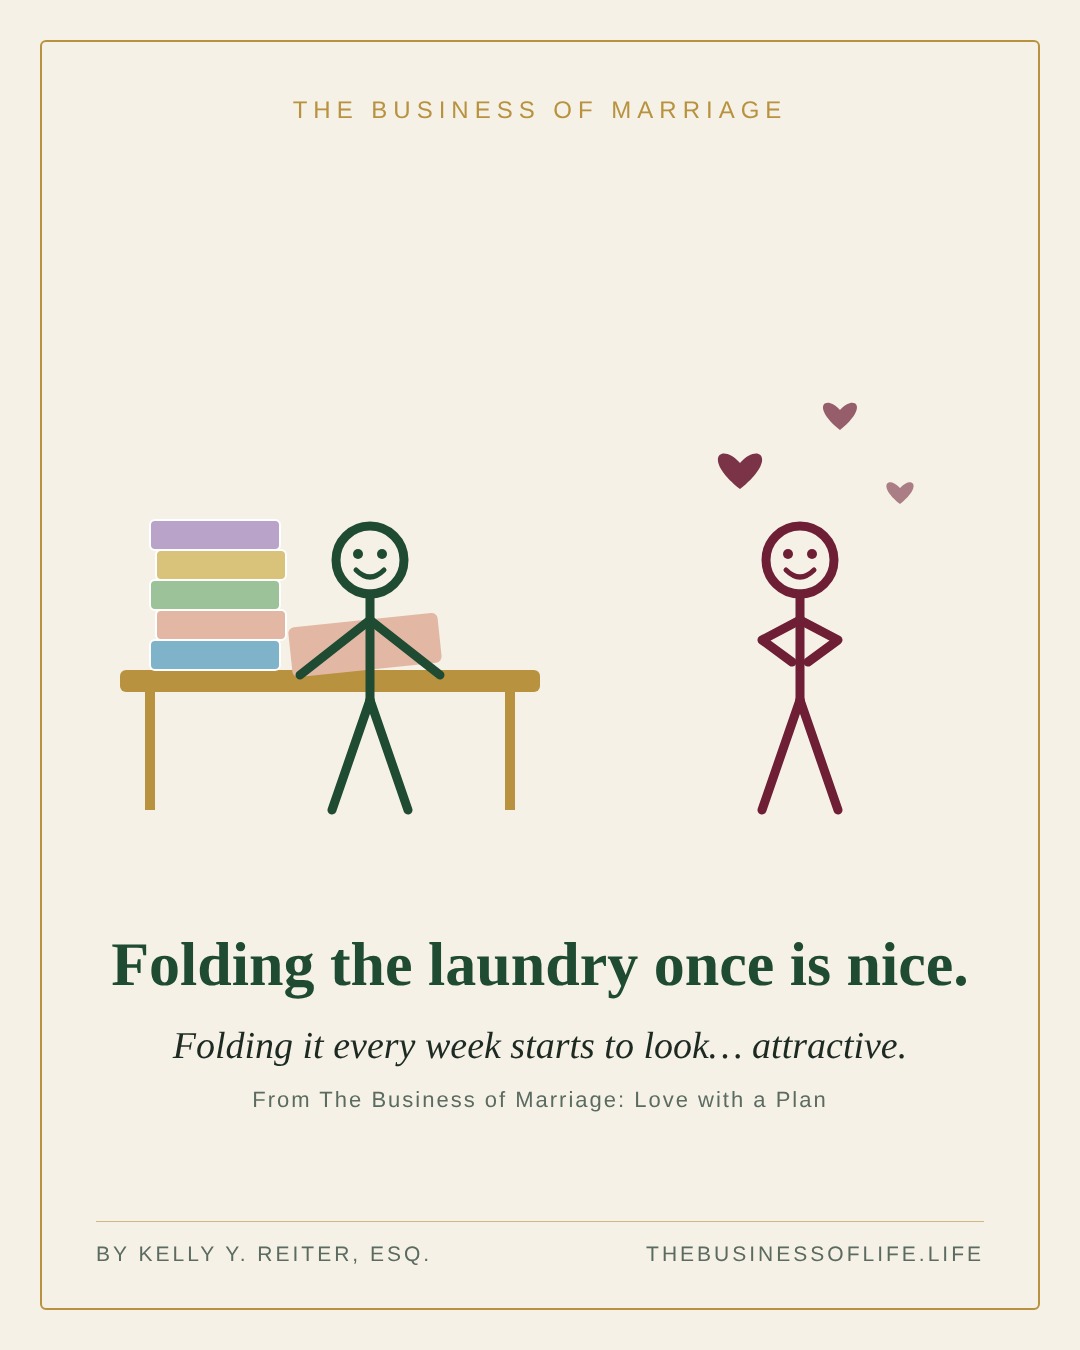 THE BUSINESS OF MARRIAGE
Folding the laundry once is nice.
Folding it every week starts to look… attractive.
From The Business of Marriage: Love with a Plan
BY KELLY Y. REITER, ESQ.
THEBUSINESSOFLIFE.LIFE